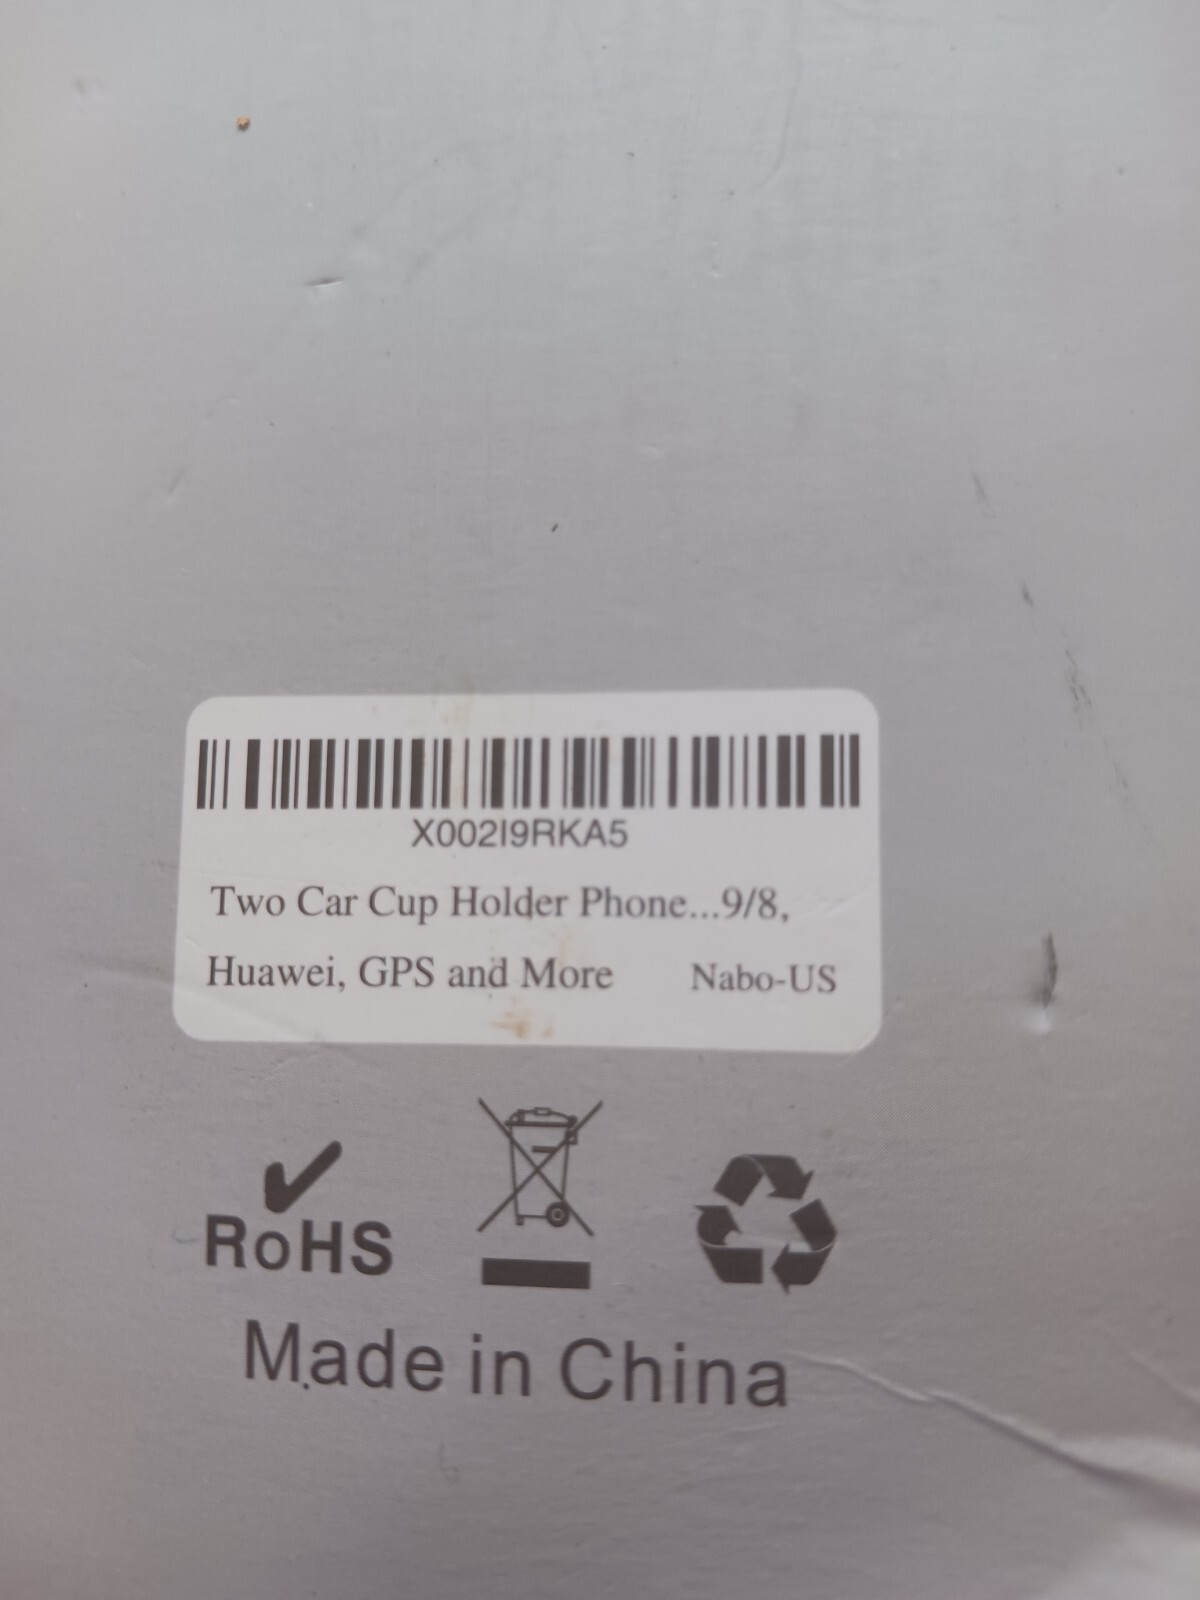 X002I9RKA5
Two Car Cup Holder Phone...9/8,
Huawei, GPS and More Nabo-US
RoHS
Made in China